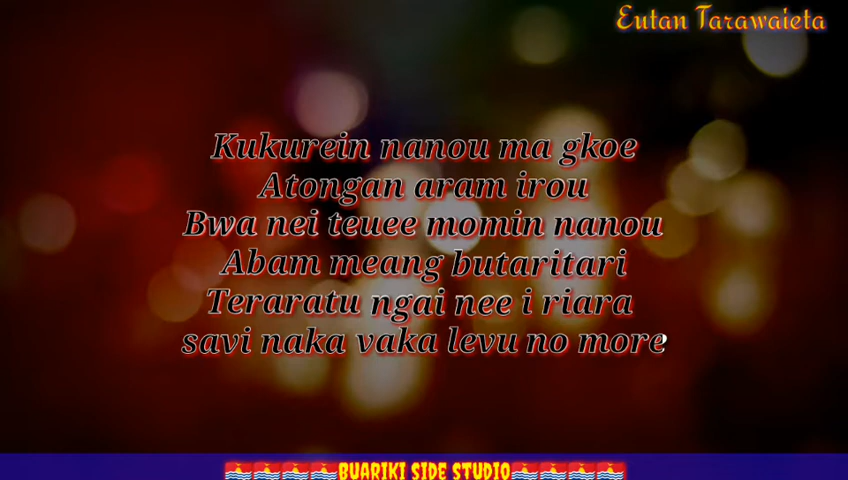 Eutan Tarawaieta
Kukurein nanou ma gkoe
Atongan aram irou
Bwa nei teuee momin nanou
Abam meang butaritari
Teraratu ngai nee i riara
savi naka vaka levu no more
BUARIKI SIDE STUDIO